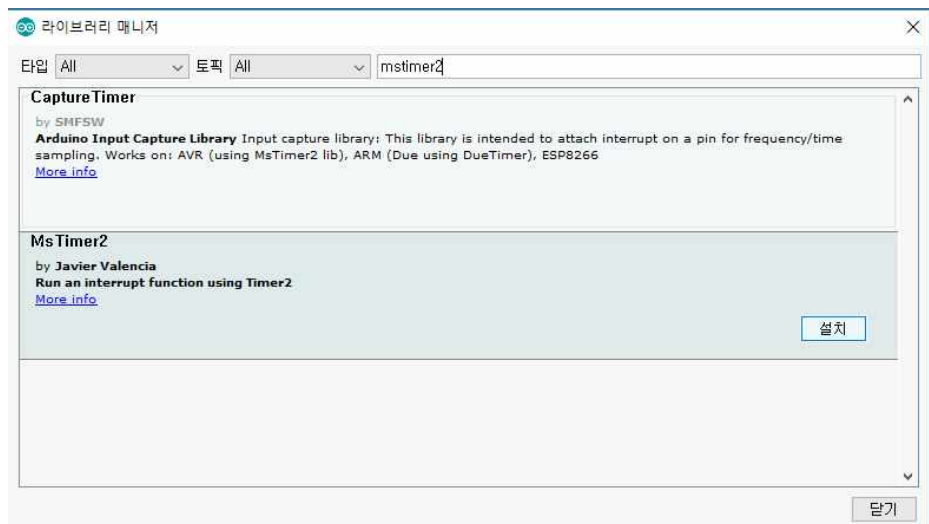 라이브러리 매니저
타입 All 토픽 All mstimer2
CaptureTimer
by SMFSW
Arduino Input Capture Library Input capture library: This library is intended to attach interrupt on a pin for frequency/time
sampling. Works on: AVR (using MsTimer2 lib), ARM (Due using DueTimer), ESP8266
More info
MsTimer2
by Javier Valencia
Run an interrupt function using Timer2
More info
설치
닫기